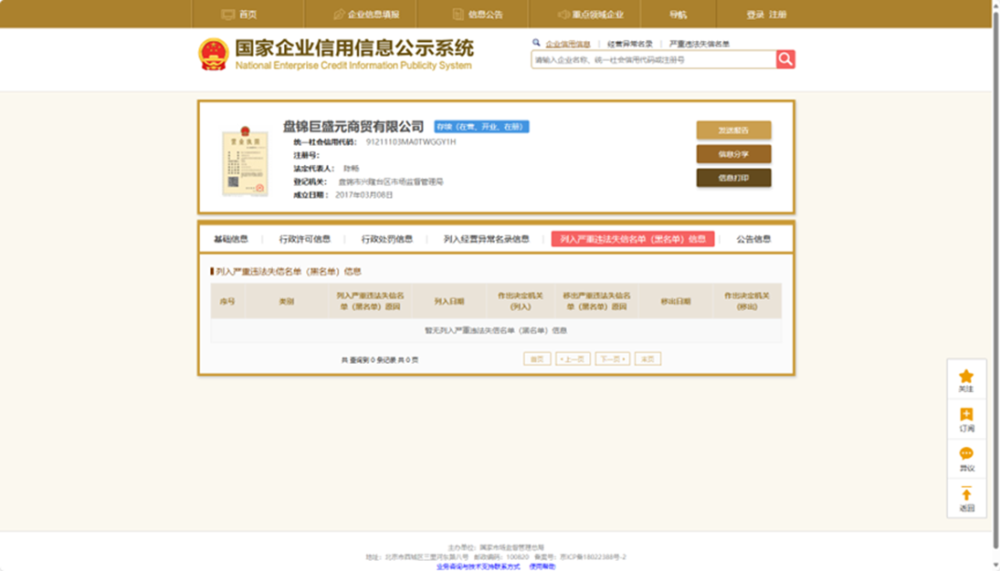 首页 企业信息填报 信息公告 重点领域企业 导航 登录 注册
国家企业信用信息公示系统
National Enterprise Credit Information Publicity System
企业信用信息 | 经营异常名录 | 严重违法失信名单
请输入企业名称、统一社会信用代码或注册号
营业执照
盘锦巨盛元商贸有限公司 存续（在营、开业、在册）
统一社会信用代码： 91211103MA0TWGGY1H
注册号：
法定代表人： 陈畅
登记机关： 盘锦市兴隆台区市场监督管理局
成立日期： 2017年03月08日
发送报告
信息分享
信息打印
基础信息 | 行政许可信息 | 行政处罚信息 | 列入经营异常名录信息 | 列入严重违法失信名单（黑名单）信息 公告信息
列入严重违法失信名单（黑名单）信息
序号 类别 列入严重违法失信名单（黑名单）原因 列入日期 作出决定机关(列入) 移出严重违法失信名单（黑名单）原因 移出日期 作出决定机关(移出)
暂无列入严重违法失信名单（黑名单）信息
共 查询到 0 条记录 共 0 页 首页 上一页 下一页 末页
关注
订阅
异议
返回
主办单位：国家市场监督管理总局
地址：北京市西城区三里河东路八号 邮政编码：100820 备案号：京ICP备18022388号-2
业务咨询与技术支持联系方式 使用帮助